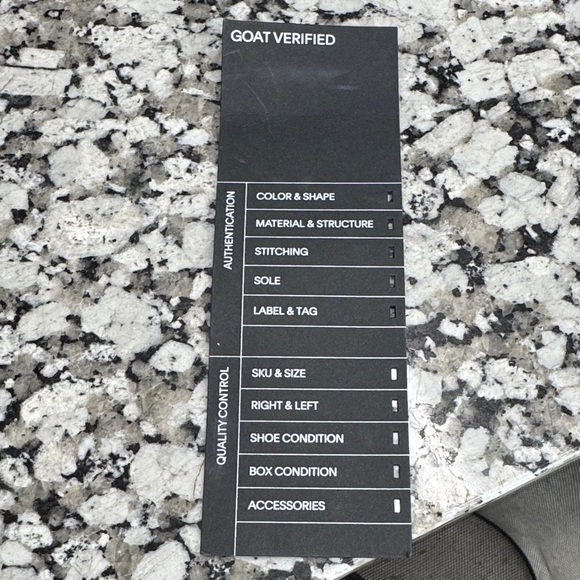 GOAT VERIFIED
AUTHENTICATION
COLOR & SHAPE
MATERIAL & STRUCTURE
STITCHING
SOLE
LABEL & TAG
QUALITY CONTROL
SKU & SIZE
RIGHT & LEFT
SHOE CONDITION
BOX CONDITION
ACCESSORIES